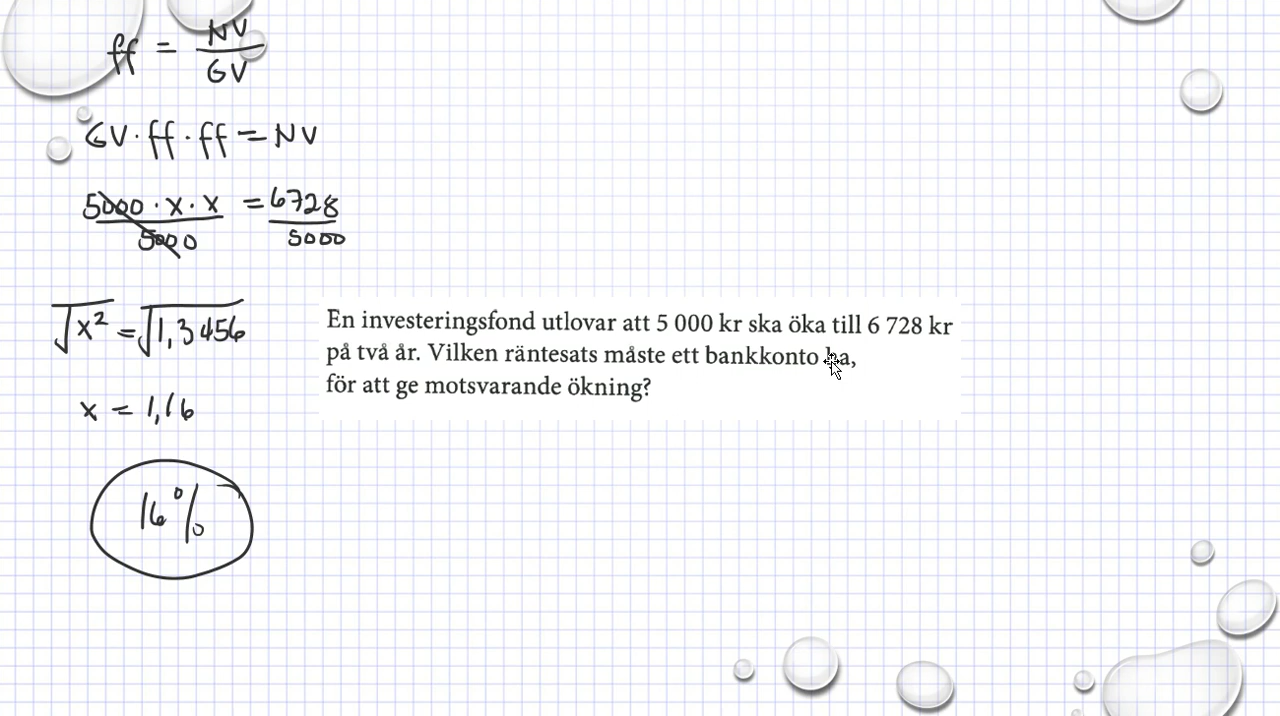 ff = NV / GV
GV · ff · ff = NV
5000 · x · x / 5000 = 6728 / 5000
√x² = √1,3456
x = 1,16
16 %
En investeringsfond utlovar att 5 000 kr ska öka till 6 728 kr
på två år. Vilken räntesats måste ett bankkonto ha,
för att ge motsvarande ökning?